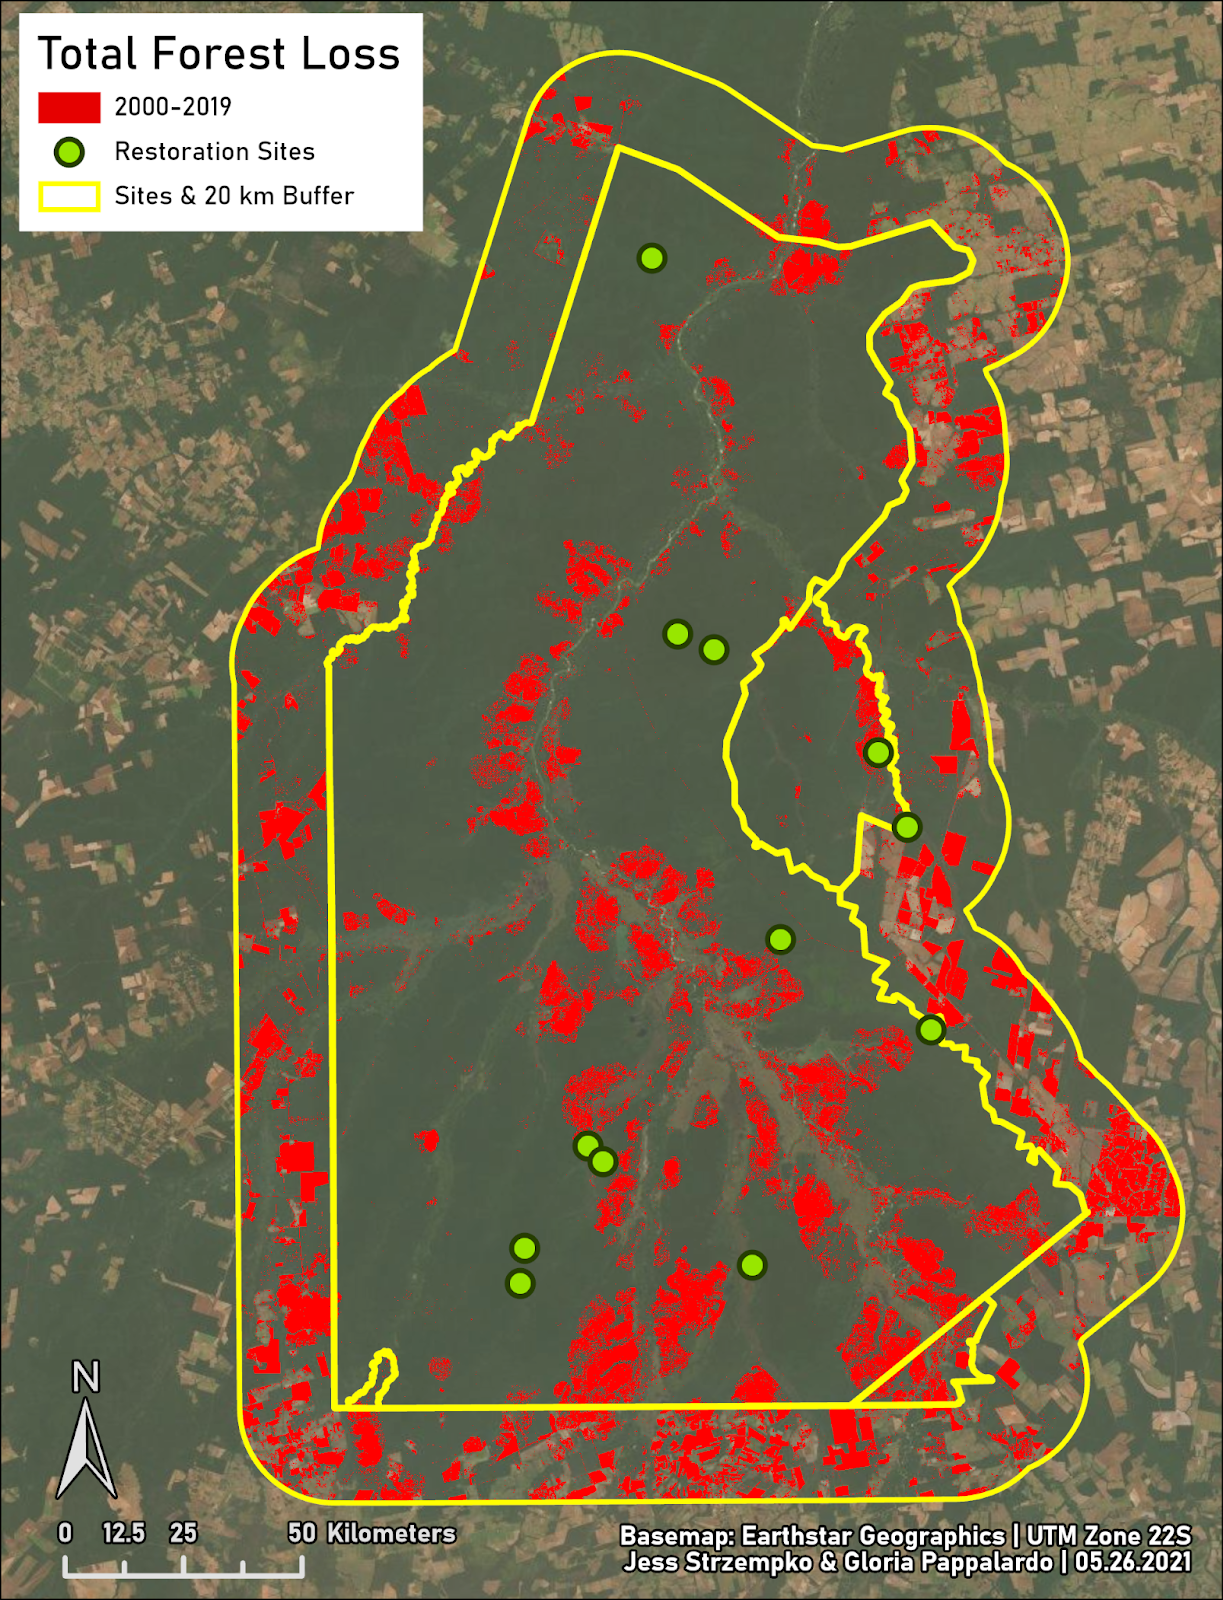 Total Forest Loss
2000-2019
Restoration Sites
Sites & 20 km Buffer
N
0 12.5 25 50 Kilometers
Basemap: Earthstar Geographics | UTM Zone 22S
Jess Strzempko & Gloria Pappalardo | 05.26.2021